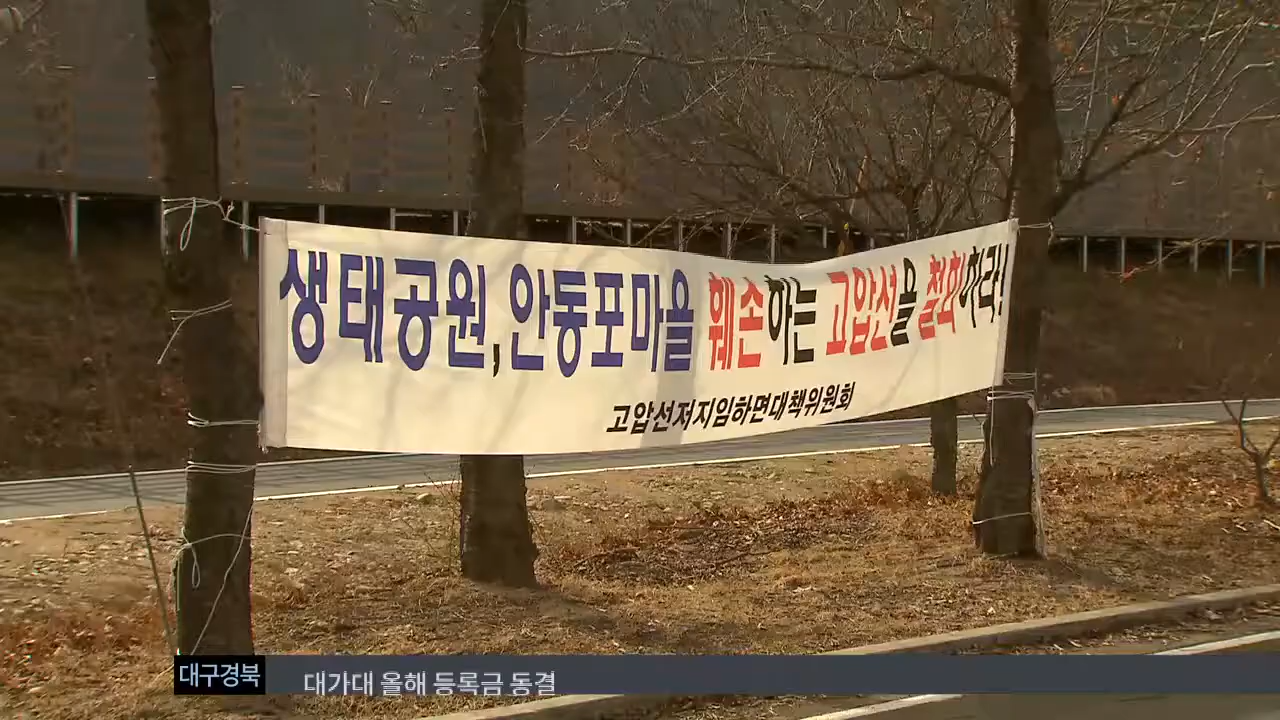 생태공원,안동포마을 훼손하는 고압선을 철회하라!
고압선저지임하면대책위원회
대구경북
대가대 올해 등록금 동결